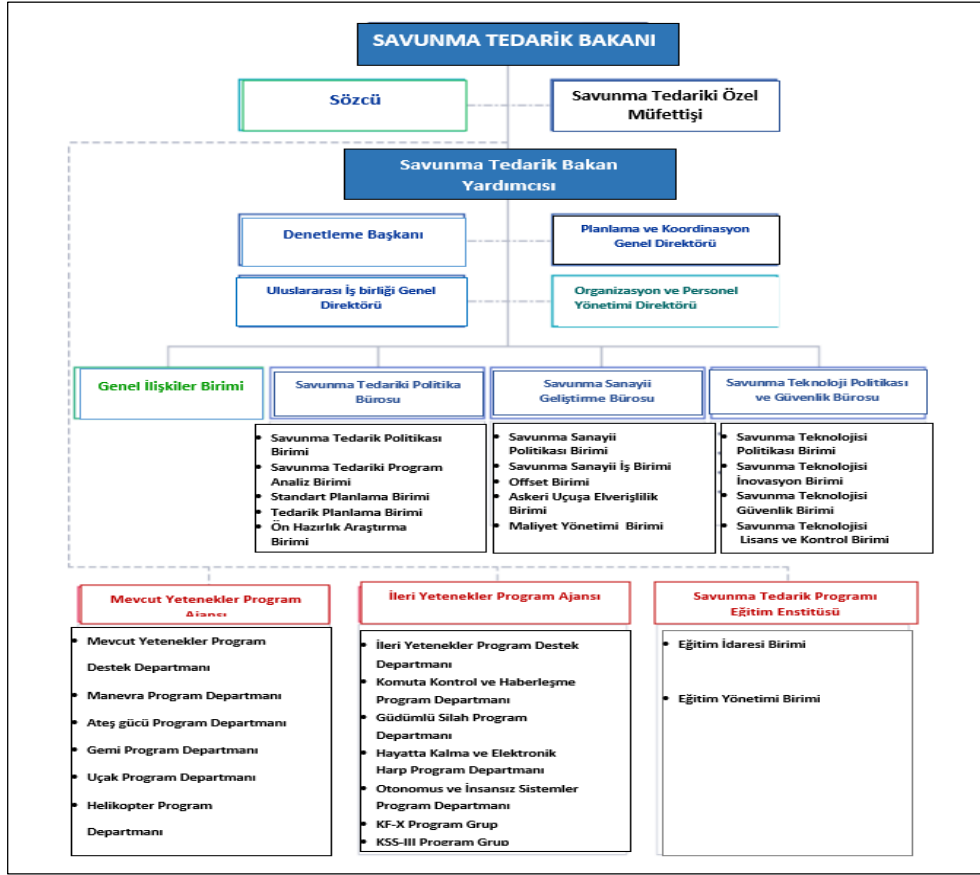 SAVUNMA TEDARİK BAKANI
Sözcü
Savunma Tedariki Özel
Müfettişi
Savunma Tedarik Bakan
Yardımcısı
Denetleme Başkanı
Planlama ve Koordinasyon
Genel Direktörü
Uluslararası İş birliği Genel
Direktörü
Organizasyon ve Personel
Yönetimi Direktörü
Genel İlişkiler Birimi
Savunma Tedariki Politika
Bürosu
Savunma Sanayii
Geliştirme Bürosu
Savunma Teknoloji Politikası
ve Güvenlik Bürosu
• Savunma Tedarik Politikası
Birimi
• Savunma Tedariki Program
Analiz Birimi
• Standart Planlama Birimi
• Tedarik Planlama Birimi
• Ön Hazırlık Araştırma
Birimi
• Savunma Sanayii
Politikası Birimi
• Savunma Sanayii İş Birimi
• Offset Birimi
• Askeri Uçuşa Elverişlilik
Birimi
• Maliyet Yönetimi Birimi
• Savunma Teknolojisi
Politikası Birimi
• Savunma Teknolojisi
İnovasyon Birimi
• Savunma Teknolojisi
Güvenlik Birimi
• Savunma Teknolojisi
Lisans ve Kontrol Birimi
Mevcut Yetenekler Program
Ajansı
• Mevcut Yetenekler Program
Destek Departmanı
• Manevra Program Departmanı
• Ateş gücü Program Departmanı
• Gemi Program Departmanı
• Uçak Program Departmanı
• Helikopter Program
Departmanı
İleri Yetenekler Program Ajansı
• İleri Yetenekler Program Destek
Departmanı
• Komuta Kontrol ve Haberleşme
Program Departmanı
• Güdümlü Silah Program
Departmanı
• Hayatta Kalma ve Elektronik
Harp Program Departmanı
• Otonomus ve İnsansız Sistemler
Program Departmanı
• KF-X Program Grup
• KSS-III Program Grup
Savunma Tedarik Programı
Eğitim Enstitüsü
• Eğitim İdaresi Birimi
• Eğitim Yönetimi Birimi